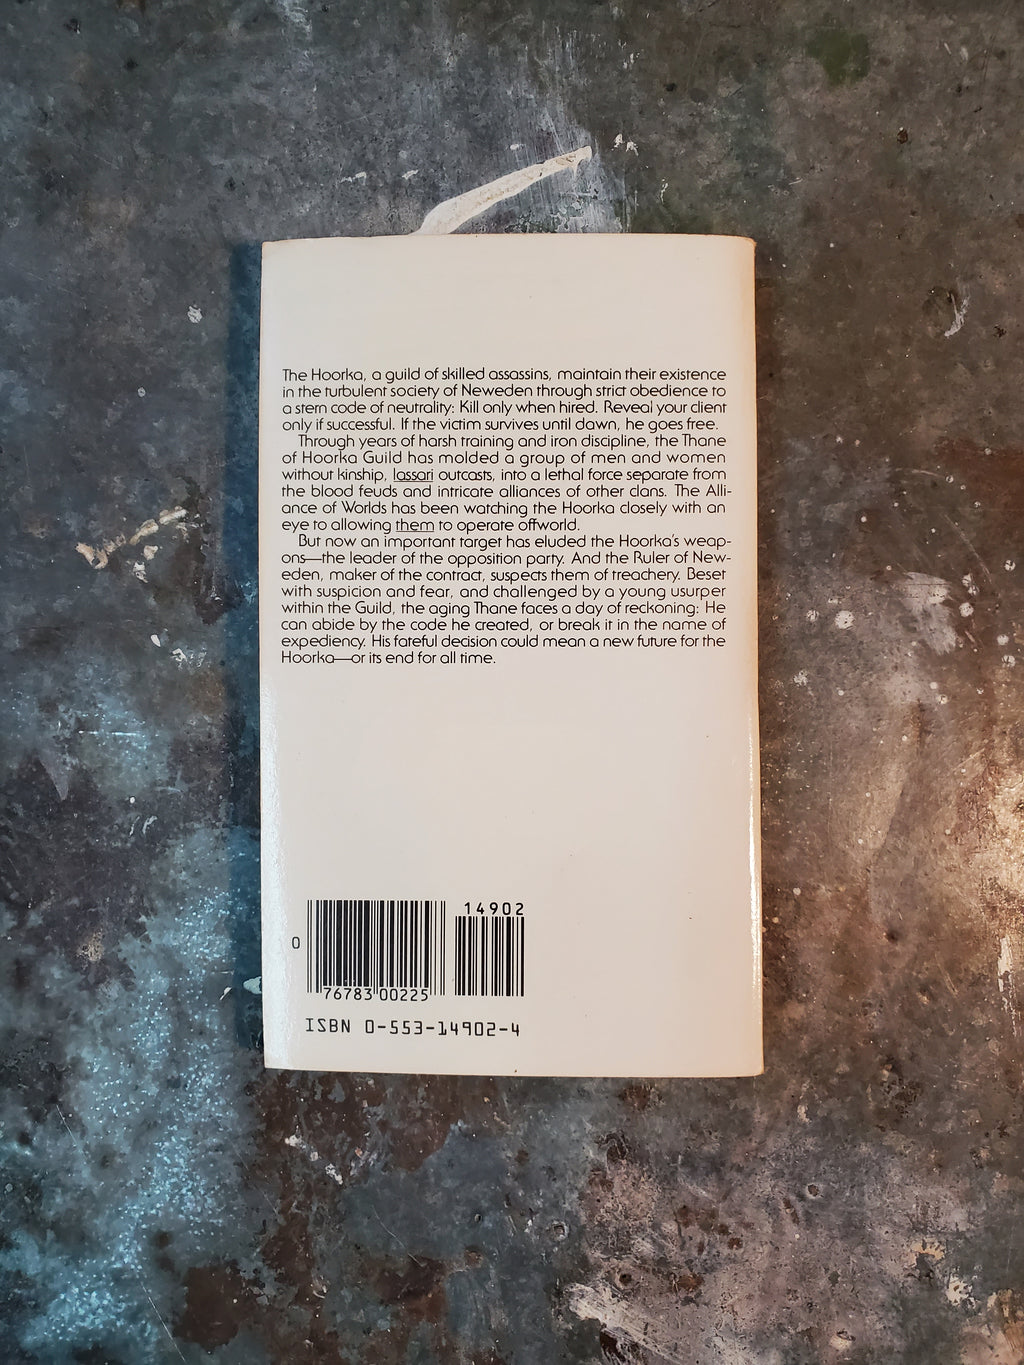 The Hoorka, a guild of skilled assassins, maintain their existence
in the turbulent society of Neweden through strict obedience to
a stern code of neutrality: Kill only when hired. Reveal your client
only if successful. If the victim survives until dawn, he goes free.
Through years of harsh training and iron discipline, the Thane
of Hoorka Guild has molded a group of men and women
without kinship, lassari outcasts, into a lethal force separate from
the blood feuds and intricate alliances of other clans. The Alli-
ance of Worlds has been watching the Hoorka closely with an
eye to allowing them to operate offworld.
But now an important target has eluded the Hoorka's weap-
ons—the leader of the opposition party. And the Ruler of New-
eden, maker of the contract, suspects them of treachery. Beset
with suspicion and fear, and challenged by a young usurper
within the Guild, the aging Thane faces a day of reckoning: He
can abide by the code he created, or break it in the name of
expediency. His fateful decision could mean a new future for the
Hoorka—or its end for all time.
14902
0
76783 00225
ISBN 0-553-14902-4